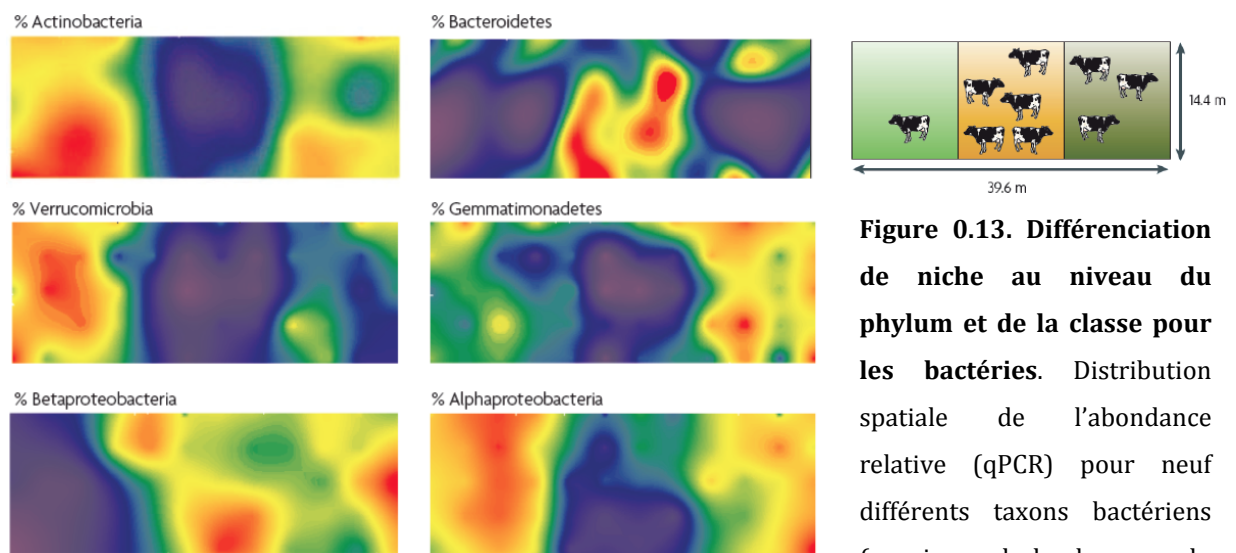 % Actinobacteria
% Bacteroidetes
% Verrucomicrobia
% Gemmatimonadetes
% Betaproteobacteria
% Alphaproteobacteria
14.4 m
39.6 m
Figure 0.13. Différenciation
de niche au niveau du
phylum et de la classe pour
les bactéries. Distribution
spatiale de l'abondance
relative (qPCR) pour neuf
différents taxons bactériens